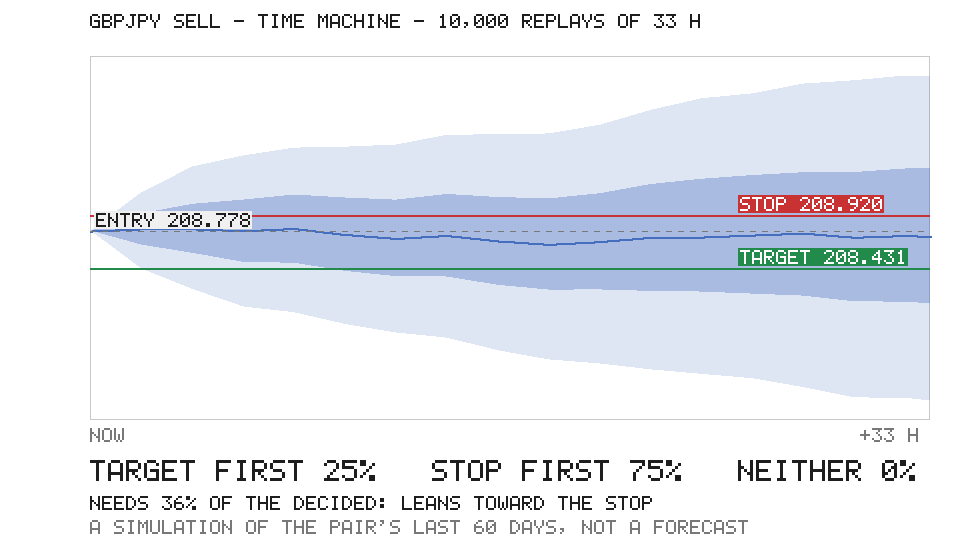 GBPJPY SELL - TIME MACHINE - 10,000 REPLAYS OF 33 H
STOP 208.920
ENTRY 208.778
TARGET 208.431
NOW +33 H
TARGET FIRST 25% STOP FIRST 75% NEITHER 0%
NEEDS 36% OF THE DECIDED: LEANS TOWARD THE STOP
A SIMULATION OF THE PAIR'S LAST 60 DAYS, NOT A FORECAST